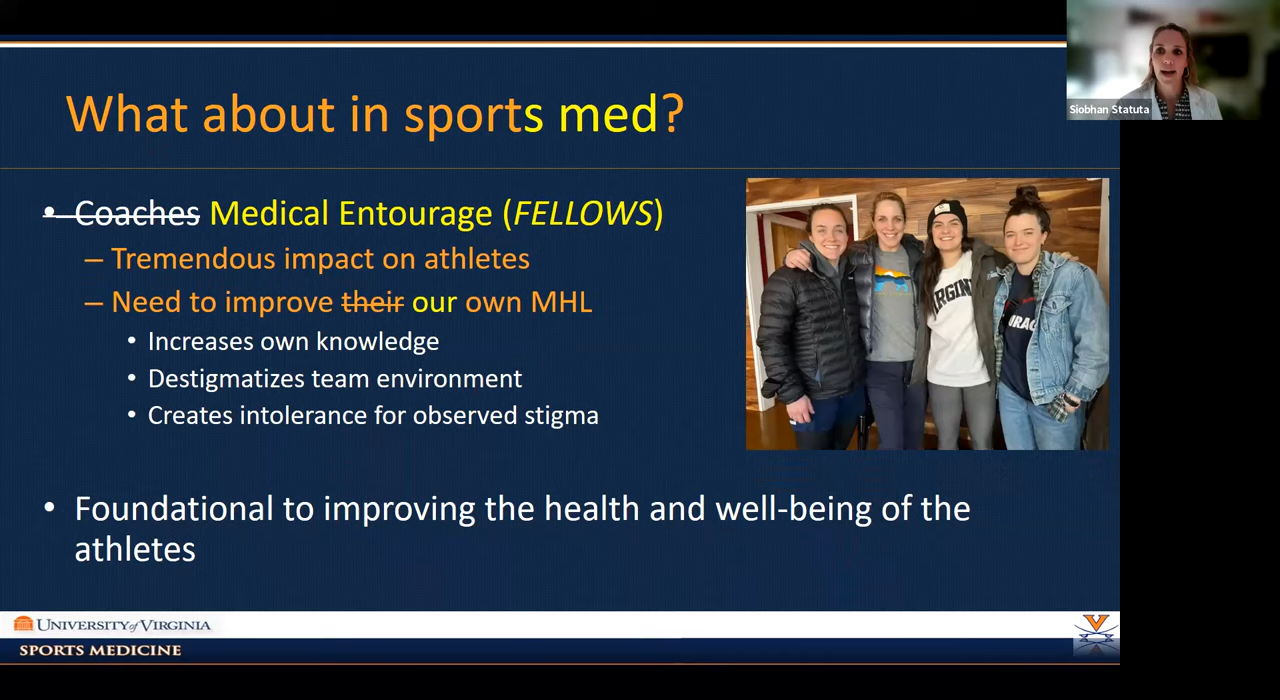 What about in sports med?
Siobhan Statuta
• Coaches Medical Entourage (FELLOWS)
– Tremendous impact on athletes
– Need to improve their our own MHL
• Increases own knowledge
• Destigmatizes team environment
• Creates intolerance for observed stigma
• Foundational to improving the health and well-being of the
athletes
UNIVERSITY of VIRGINIA
SPORTS MEDICINE